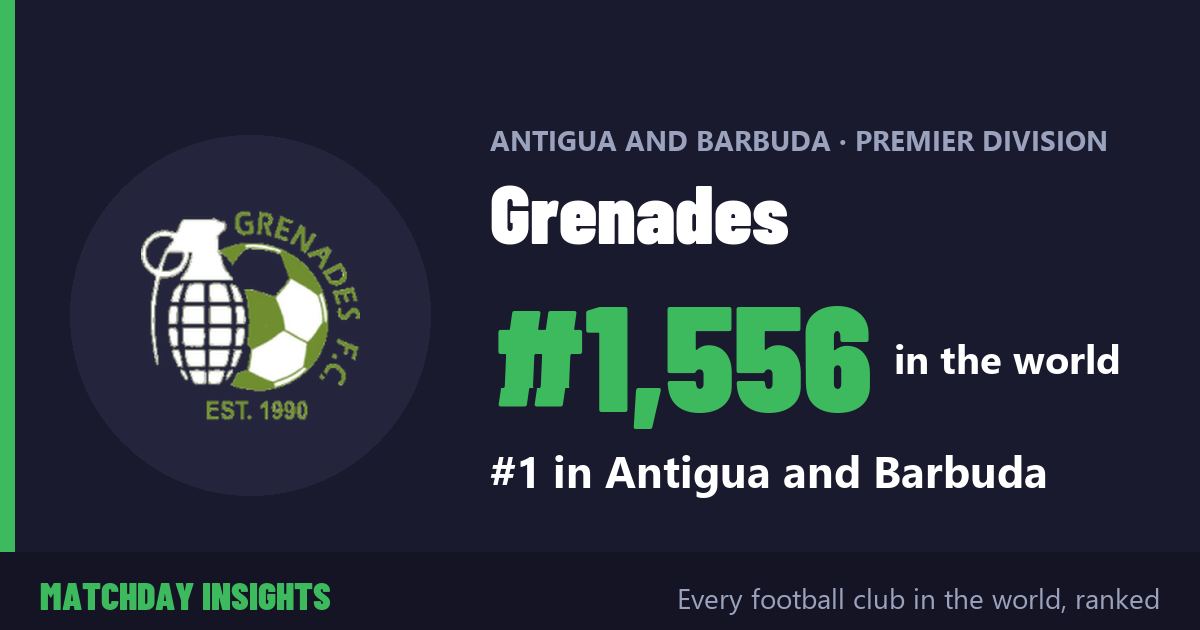 ANTIGUA AND BARBUDA · PREMIER DIVISION
Grenades
#1,556 in the world
#1 in Antigua and Barbuda
GRENADES F.C.
EST. 1990
MATCHDAY INSIGHTS
Every football club in the world, ranked